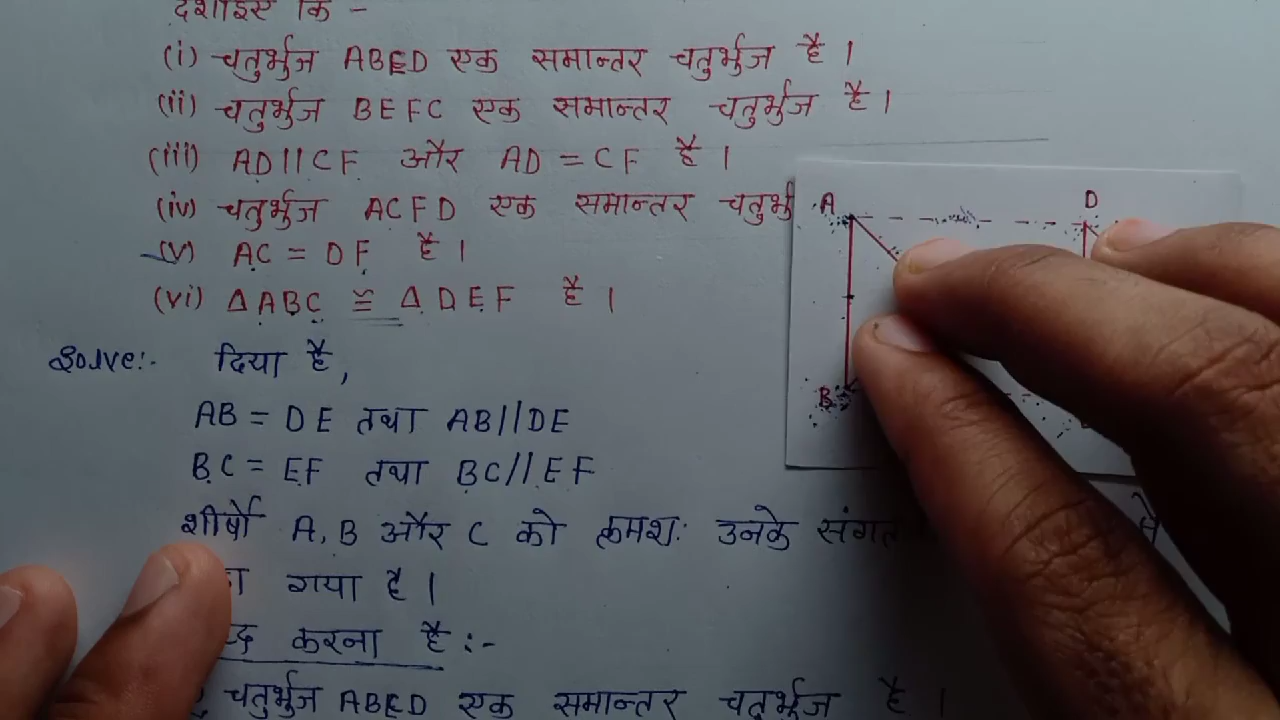 दर्शाइए कि -
(i) चतुर्भुज ABED एक समान्तर चतुर्भुज है।
(ii) चतुर्भुज BEFC एक समान्तर चतुर्भुज है।
(iii) AD||CF और AD = CF है।
(iv) चतुर्भुज ACFD एक समान्तर
(v) AC = DF है।
(vi) ΔABC ≅ ΔDEF है।
A D
B
Solve:- दिया है,
AB = DE तथा AB//DE
BC = EF तथा BC//EF
शीर्षो A, B और C को क्रमश: उनके संगत
गया है।
करना है:-
चतुर्भुज ABED एक समान्तर चतुर्भुज है।